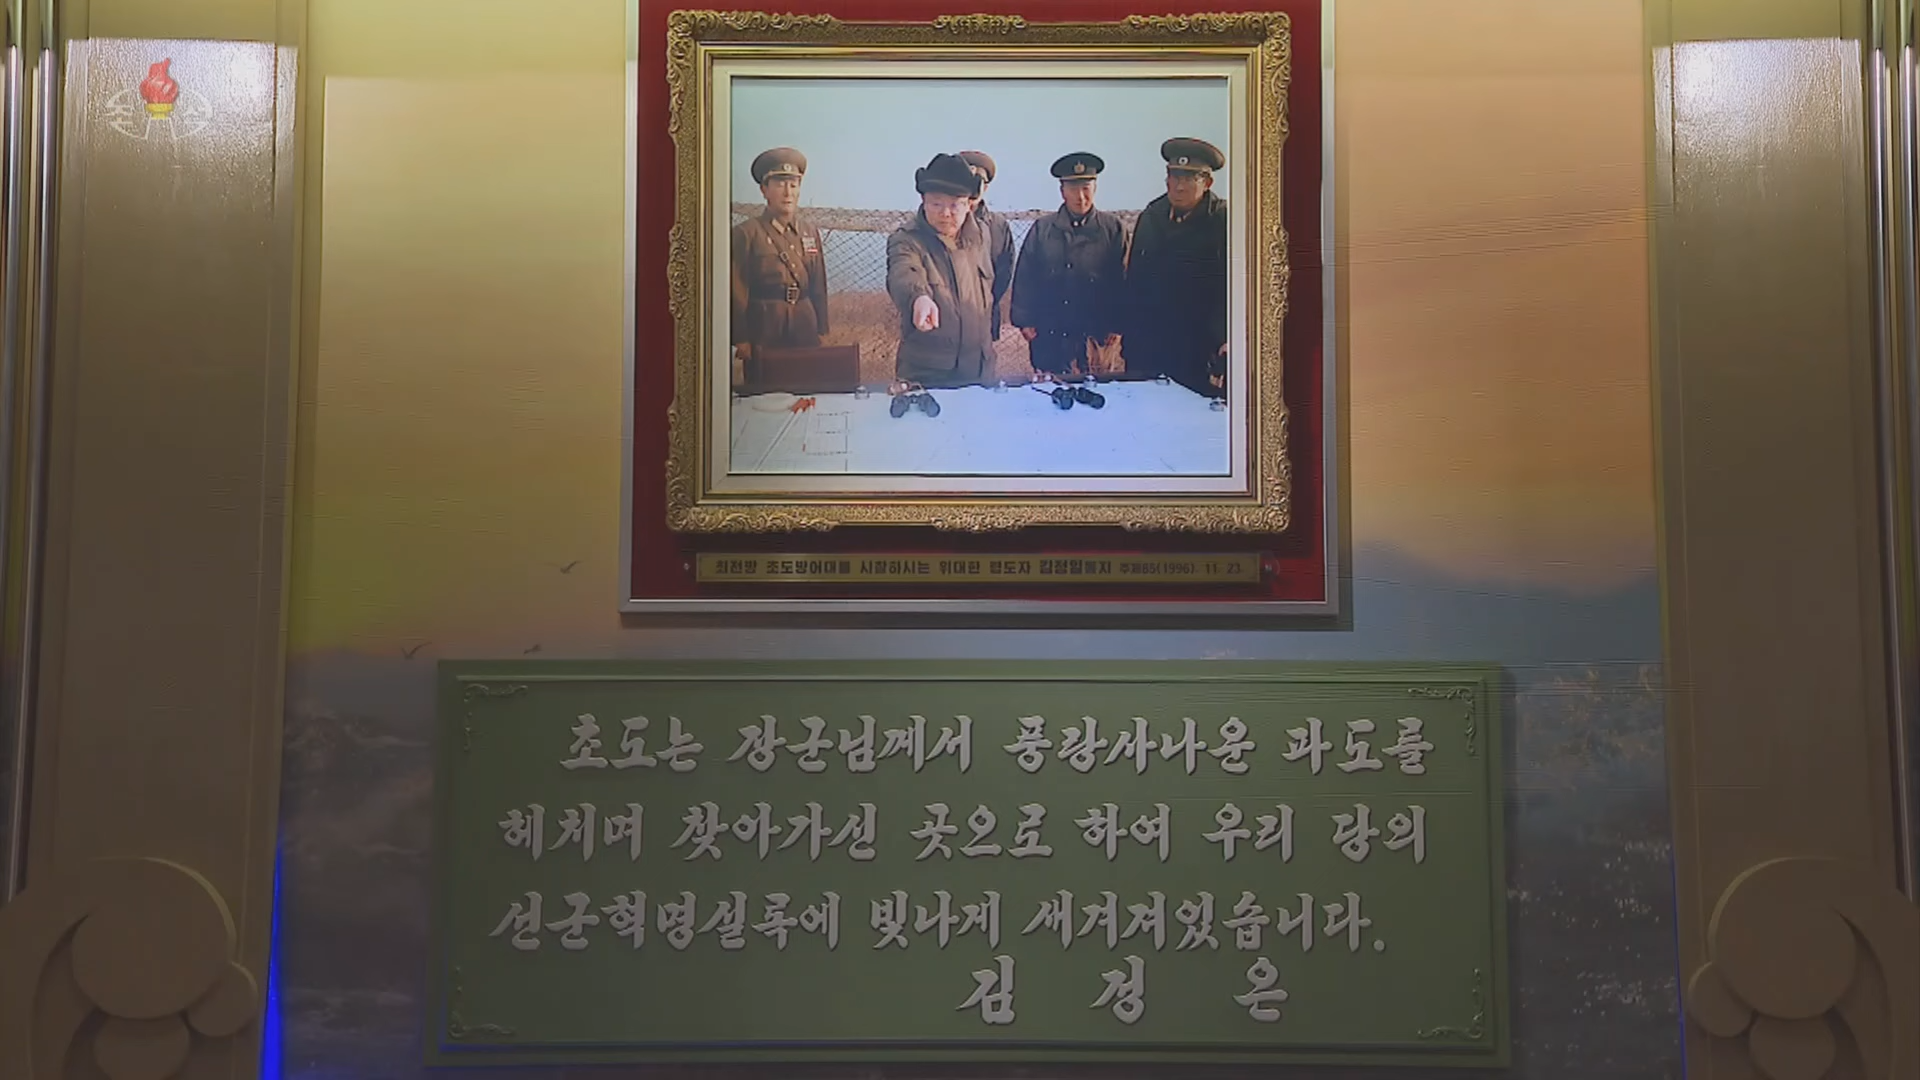 조선
최전방 초도방어대를 시찰하시는 위대한 령도자 김정일동지 주체85(1996). 11. 23.
초도는 장군님께서 풍랑사나운 파도를
헤치며 찾아가신 곳으로 하여 우리 당의
선군혁명실록에 빛나게 새겨져있습니다.
김 정 은